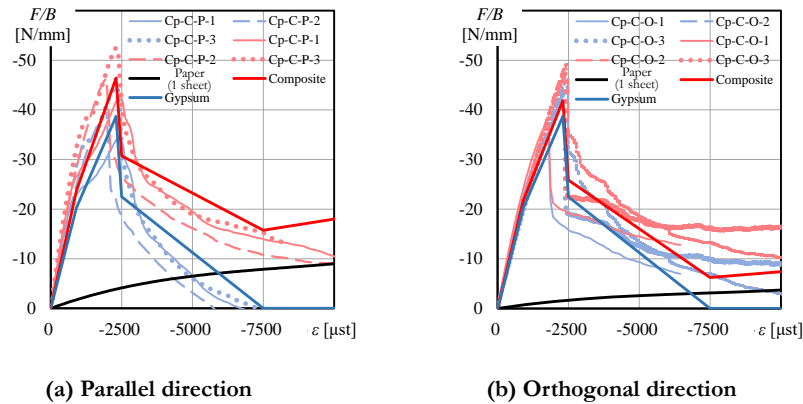 F/B
[N/mm]
Cp-C-P-1
Cp-C-P-2
Cp-C-P-3
Cp-C-P-1
Cp-C-P-2
Cp-C-P-3
Paper
(1 sheet)
Composite
Gypsum
-50
-40
-30
-20
-10
0
0
-2500
-5000
-7500
ε [µst]
(a) Parallel direction
F/B
[N/mm]
Cp-C-O-1
Cp-C-O-2
Cp-C-O-3
Cp-C-O-1
Cp-C-O-2
Cp-C-O-3
Paper
(1 sheet)
Composite
Gypsum
-50
-40
-30
-20
-10
0
0
-2500
-5000
-7500
ε [µst]
(b) Orthogonal direction